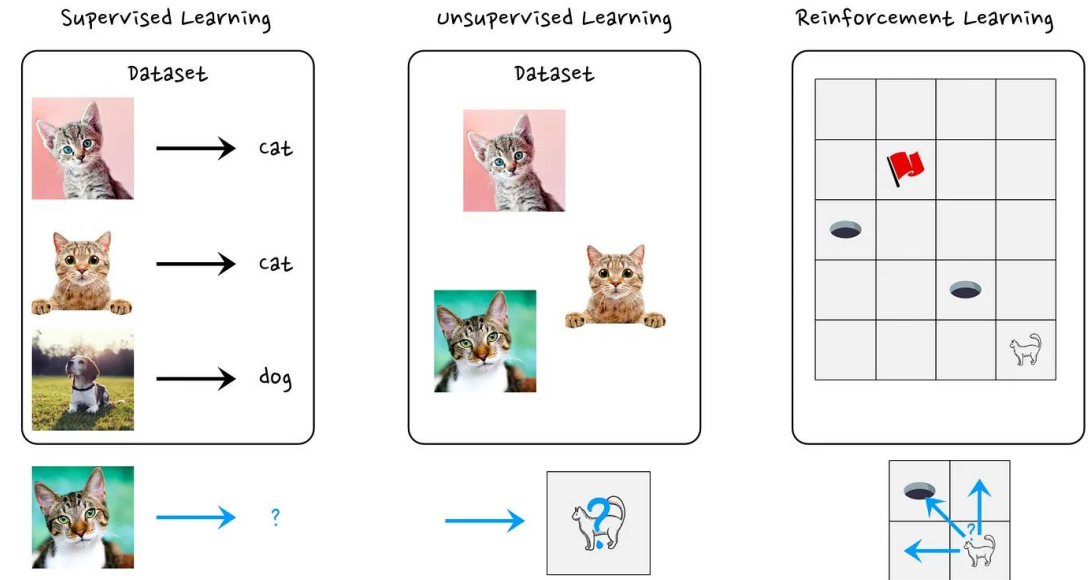 Supervised Learning
Dataset
cat
cat
dog
?
Unsupervised Learning
Dataset
?
Reinforcement Learning
?